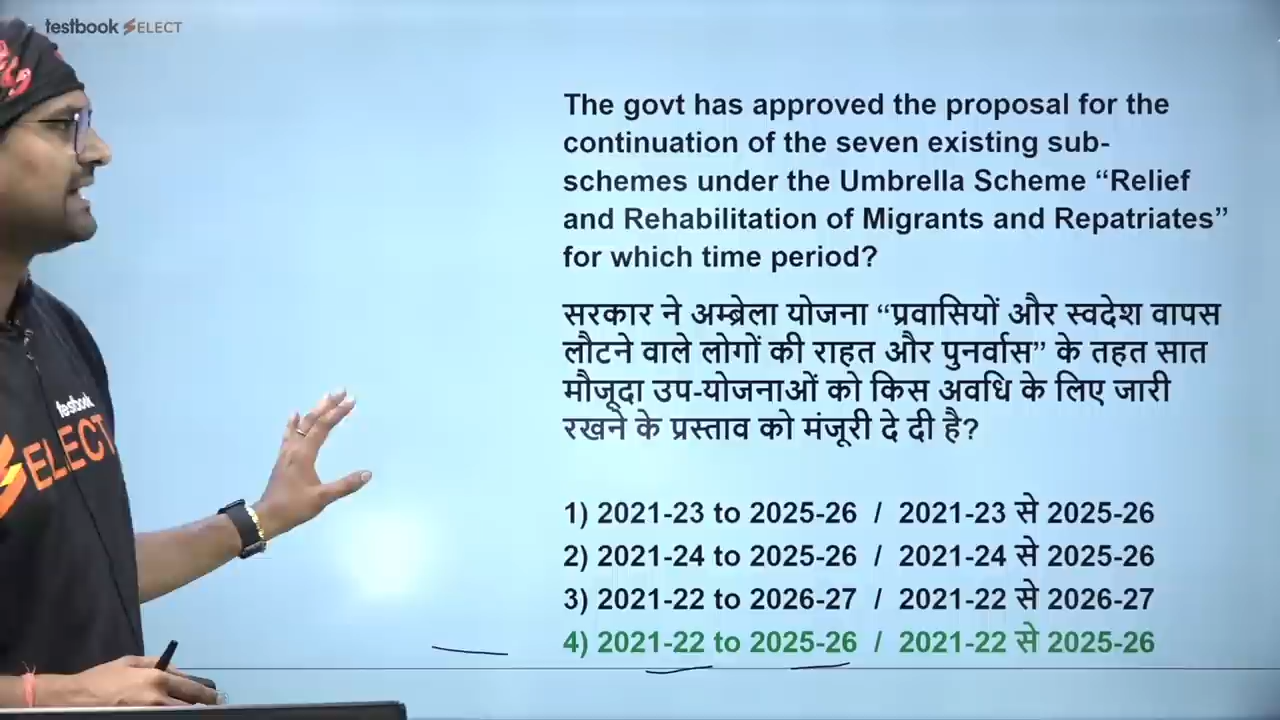 testbook SELECT
The govt has approved the proposal for the
continuation of the seven existing sub-
schemes under the Umbrella Scheme “Relief
and Rehabilitation of Migrants and Repatriates”
for which time period?
सरकार ने अम्ब्रेला योजना “प्रवासियों और स्वदेश वापस
लौटने वाले लोगों की राहत और पुनर्वास” के तहत सात
मौजूदा उप-योजनाओं को किस अवधि के लिए जारी
रखने के प्रस्ताव को मंजूरी दे दी है?
1) 2021-23 to 2025-26 / 2021-23 से 2025-26
2) 2021-24 to 2025-26 / 2021-24 से 2025-26
3) 2021-22 to 2026-27 / 2021-22 से 2026-27
4) 2021-22 to 2025-26 / 2021-22 से 2025-26
testbook
SELECT